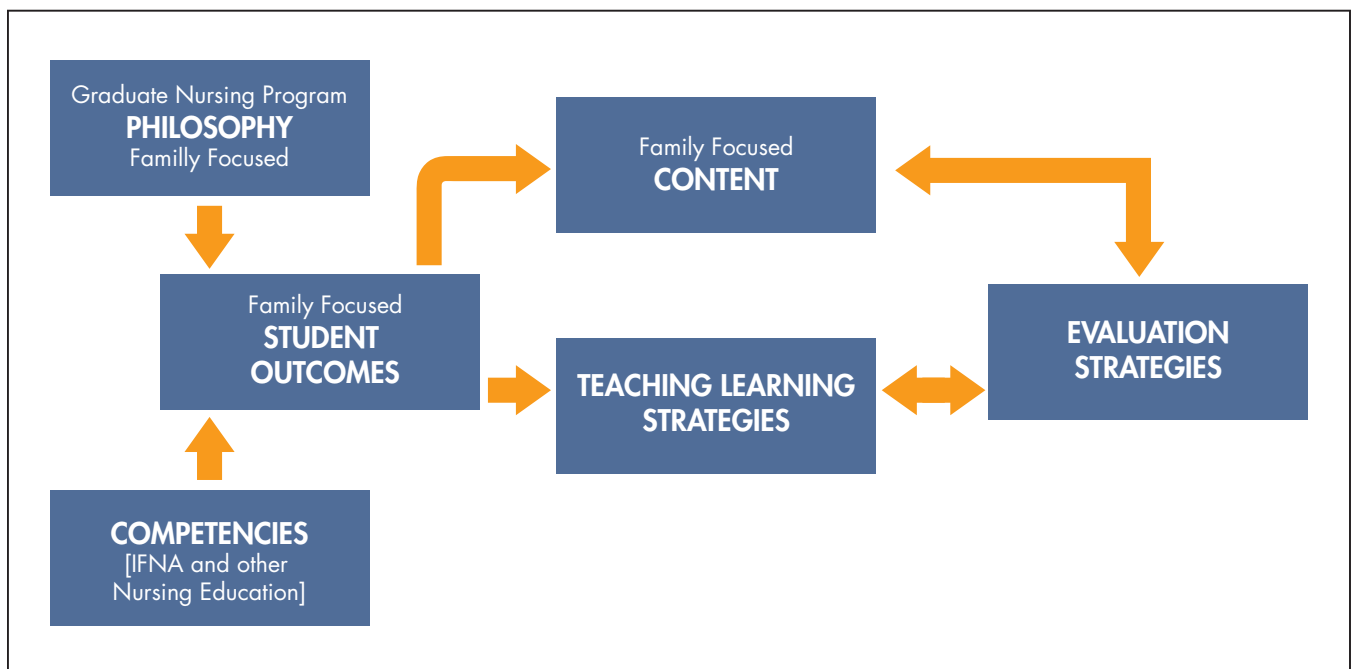 Graduate Nursing Program
PHILOSOPHY
Familly Focused
Family Focused
CONTENT
Family Focused
STUDENT
OUTCOMES
TEACHING LEARNING
STRATEGIES
EVALUATION
STRATEGIES
COMPETENCIES
[IFNA and other
Nursing Education]